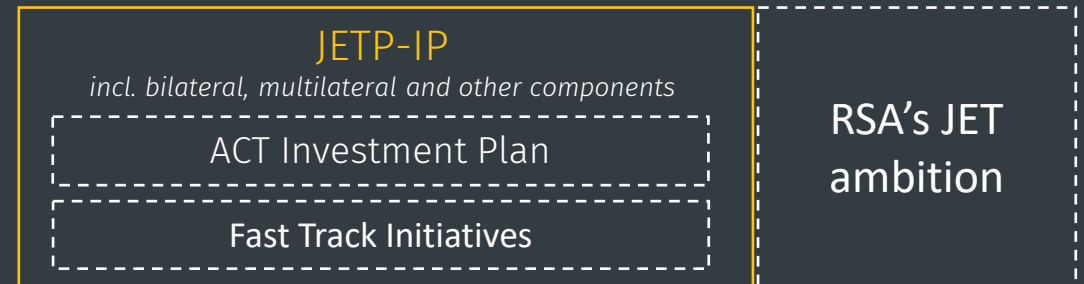 JETP-IP
incl. bilateral, multilateral and other components
ACT Investment Plan
Fast Track Initiatives
RSA’s JET
ambition